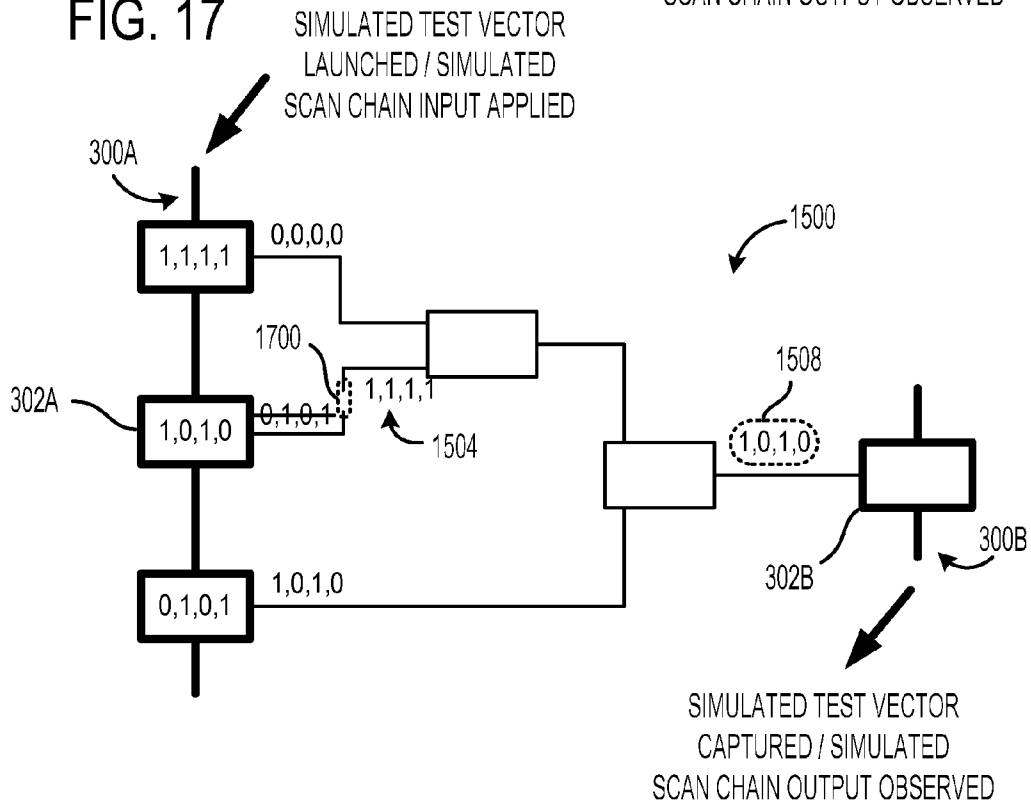 FIG. 17
SCAN CHAIN OUTPUT OBSERVED
SIMULATED TEST VECTOR
LAUNCHED / SIMULATED
SCAN CHAIN INPUT APPLIED
300A
1,1,1,1
0,0,0,0
1500
1700
1,1,1,1
1508
302A
1,0,1,0
0,1,0,1
1504
1,0,1,0
302B
300B
0,1,0,1
1,0,1,0
SIMULATED TEST VECTOR
CAPTURED / SIMULATED
SCAN CHAIN OUTPUT OBSERVED